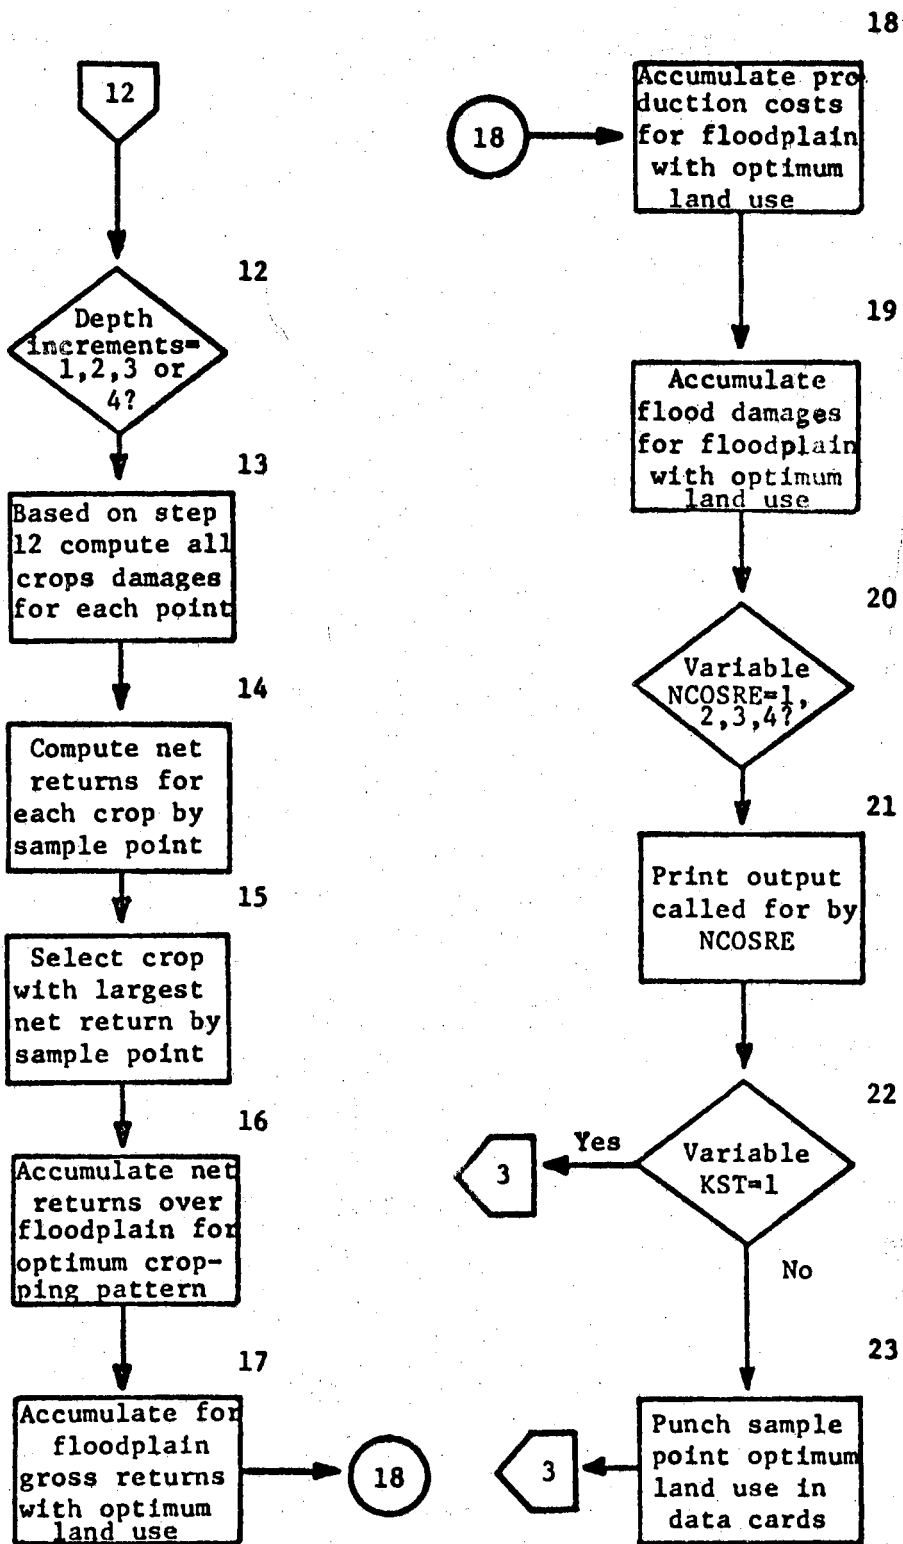 12
12
Depth
increments=
1,2,3 or
4?
13
Based on step
12 compute all
crops damages
for each point
14
Compute net
returns for
each crop by
sample point
15
Select crop
with largest
net return by
sample point
16
Accumulate net
returns over
floodplain for
optimum crop-
ping pattern
17
Accumulate for
floodplain
gross returns
with optimum
land use
18
18
18
Accumulate pro
duction costs
for floodplain
with optimum
land use
19
Accumulate
flood damages
for floodplain
with optimum
land use
20
Variable
NCOSRE=1,
2,3,4?
21
Print output
called for by
NCOSRE
22
Variable
KST=1
Yes
3
No
23
Punch sample
point optimum
land use in
data cards
3